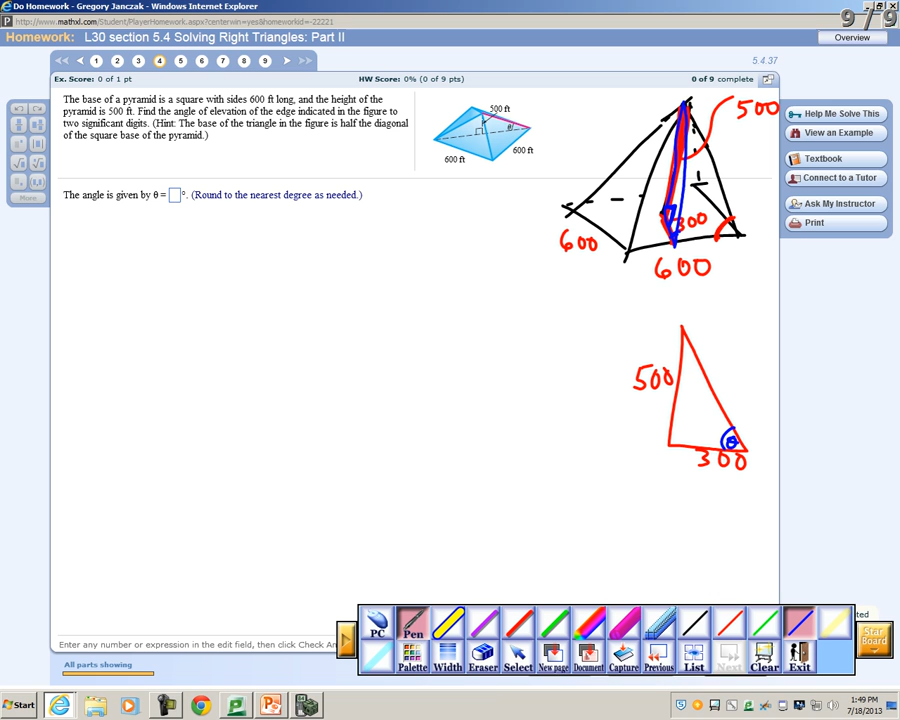 Do Homework - Gregory Janczak - Windows Internet Explorer
http://www.mathxl.com/Student/PlayerHomework.aspx?centerwin=yes&homeworkid=-22221
9/9
Homework: L30 section 5.4 Solving Right Triangles: Part II
Overview
1 2 3 4 5 6 7 8 9
5.4.37
Ex. Score: 0 of 1 pt
HW Score: 0% (0 of 9 pts)
0 of 9 complete
The base of a pyramid is a square with sides 600 ft long, and the height of the
pyramid is 500 ft. Find the angle of elevation of the edge indicated in the figure to
two significant digits. (Hint: The base of the triangle in the figure is half the diagonal
of the square base of the pyramid.)
500 ft
θ
600 ft
600 ft
The angle is given by θ = °. (Round to the nearest degree as needed.)
500
300
600
600
500
θ
300
More
Help Me Solve This
View an Example
Textbook
Connect to a Tutor
Ask My Instructor
Print
Enter any number or expression in the edit field, then click Check An
All parts showing
PC
Pen
Palette
Width
Eraser
Select
New page
Document
Capture
Previous
List
Next
Clear
Exit
Star Board
Start
1:49 PM
7/18/2013